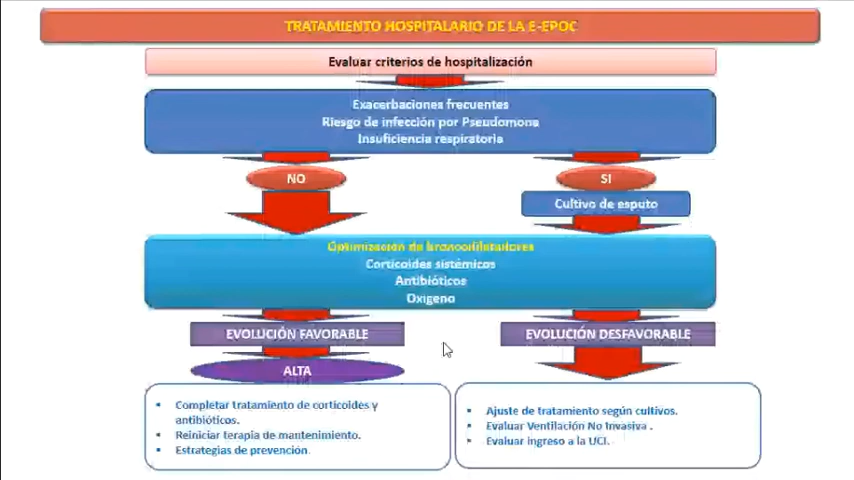 TRATAMIENTO HOSPITALARIO DE LA E-EPOC
Evaluar criterios de hospitalización
Exacerbaciones frecuentes
Riesgo de infección por Pseudomona
Insuficiencia respiratoria
NO
SI
Cultivo de esputo
Optimización de broncodilatadores
Corticoides sistémicos
Antibióticos
Oxigeno
EVOLUCIÓN FAVORABLE
EVOLUCIÓN DESFAVORABLE
ALTA
Completar tratamiento de corticoides y
antibióticos.
Reiniciar terapia de mantenimiento.
Estrategias de prevención.
Ajuste de tratamiento según cultivos.
Evaluar Ventilación No Invasiva .
Evaluar ingreso a la UCI.